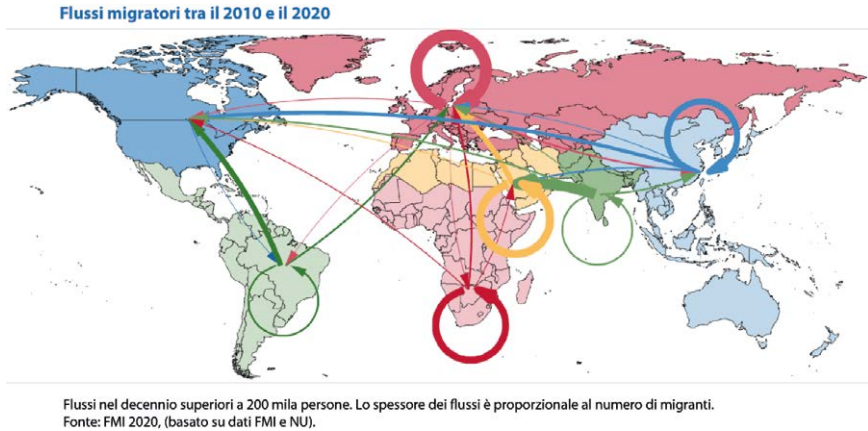 Flussi migratori tra il 2010 e il 2020
Flussi nel decennio superiori a 200 mila persone. Lo spessore dei flussi è proporzionale al numero di migranti.
Fonte: FMI 2020, (basato su dati FMI e NU).